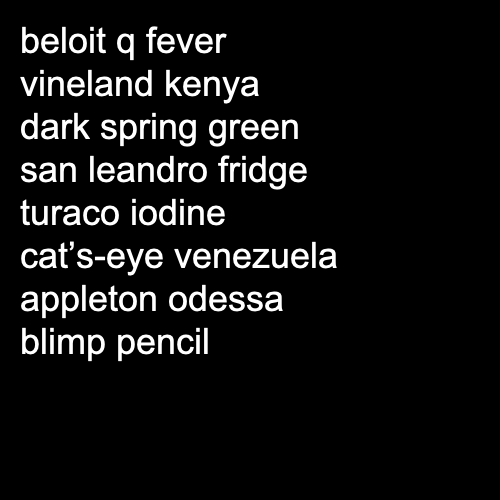 beloit q fever
vineland kenya
dark spring green
san leandro fridge
turaco iodine
cat’s-eye venezuela
appleton odessa
blimp pencil